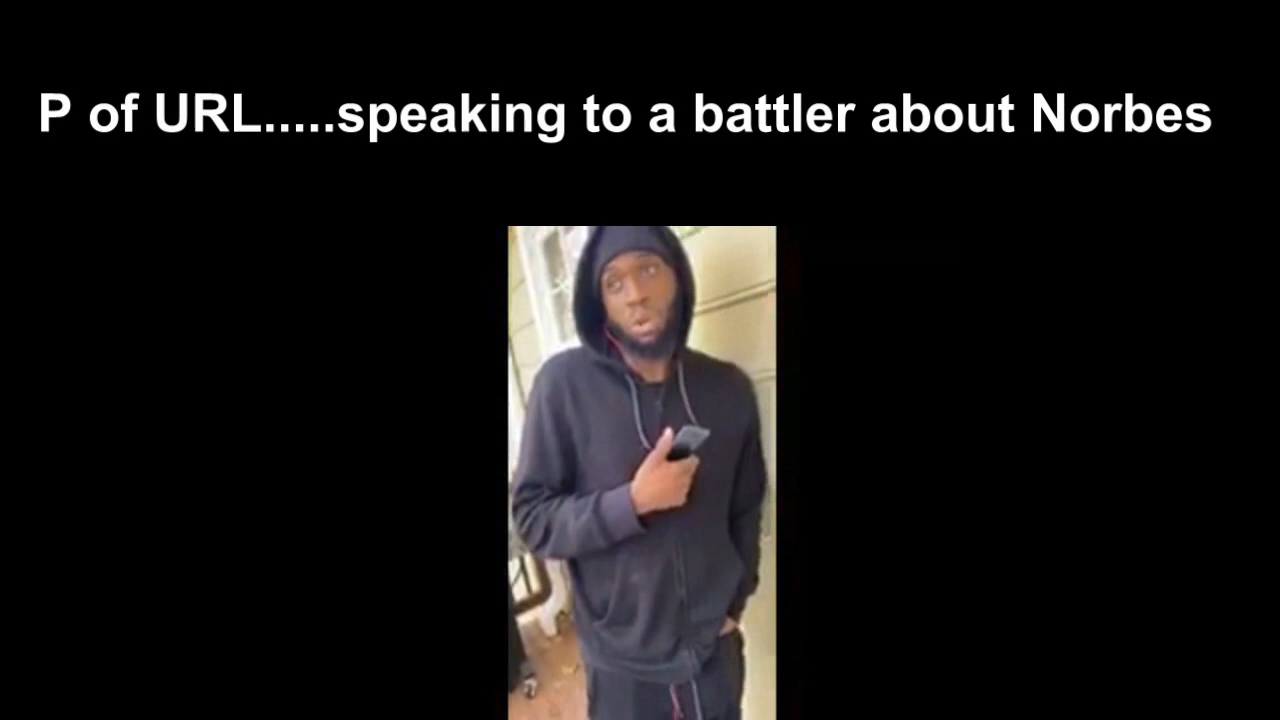 P of URL.....speaking to a battler about Norbes